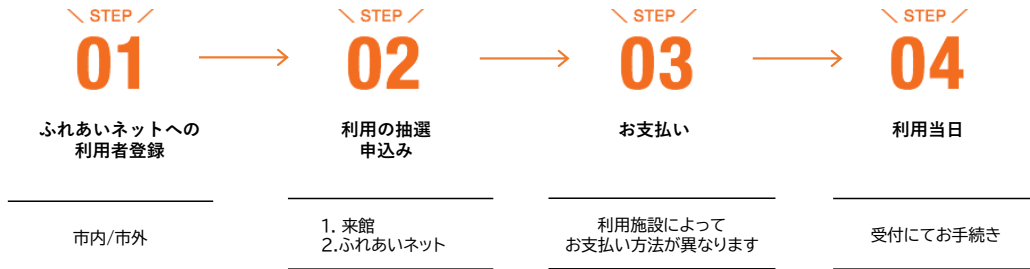 STEP
01
ふれあいネットへの
利用者登録
市内/市外
STEP
02
利用の抽選
申込み
1. 来館
2.ふれあいネット
STEP
03
お支払い
利用施設によって
お支払い方法が異なります
STEP
04
利用当日
受付にてお手続き